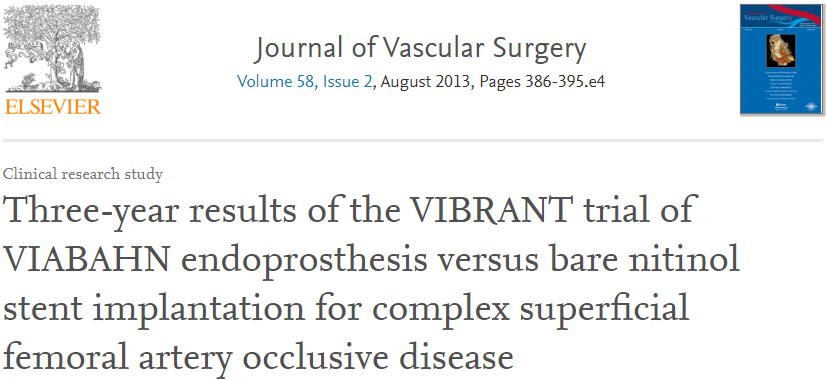 Journal of Vascular Surgery
Volume 58, Issue 2, August 2013, Pages 386-395.e4
ELSEVIER
Vascular Surgery
Clinical research study
Three-year results of the VIBRANT trial of
VIABAHN endoprosthesis versus bare nitinol
stent implantation for complex superficial
femoral artery occlusive disease